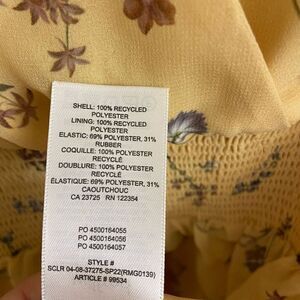 SHELL: 100% RECYCLED
POLYESTER
LINING: 100% RECYCLED
POLYESTER
ELASTIC: 69% POLYESTER, 31%
RUBBER
COQUILLE: 100% POLYESTER
RECYCLÉ
DOUBLURE: 100% POLYESTER
RECYCLÉ
ÉLASTIQUE: 69% POLYESTER, 31%
CAOUTCHOUC
CA 23725 RN 122354
PO 4500164055
PO 4500164056
PO 4500164057
STYLE #
SCLR 04-08-37275-SP22(RMG0139)
ARTICLE # 99534